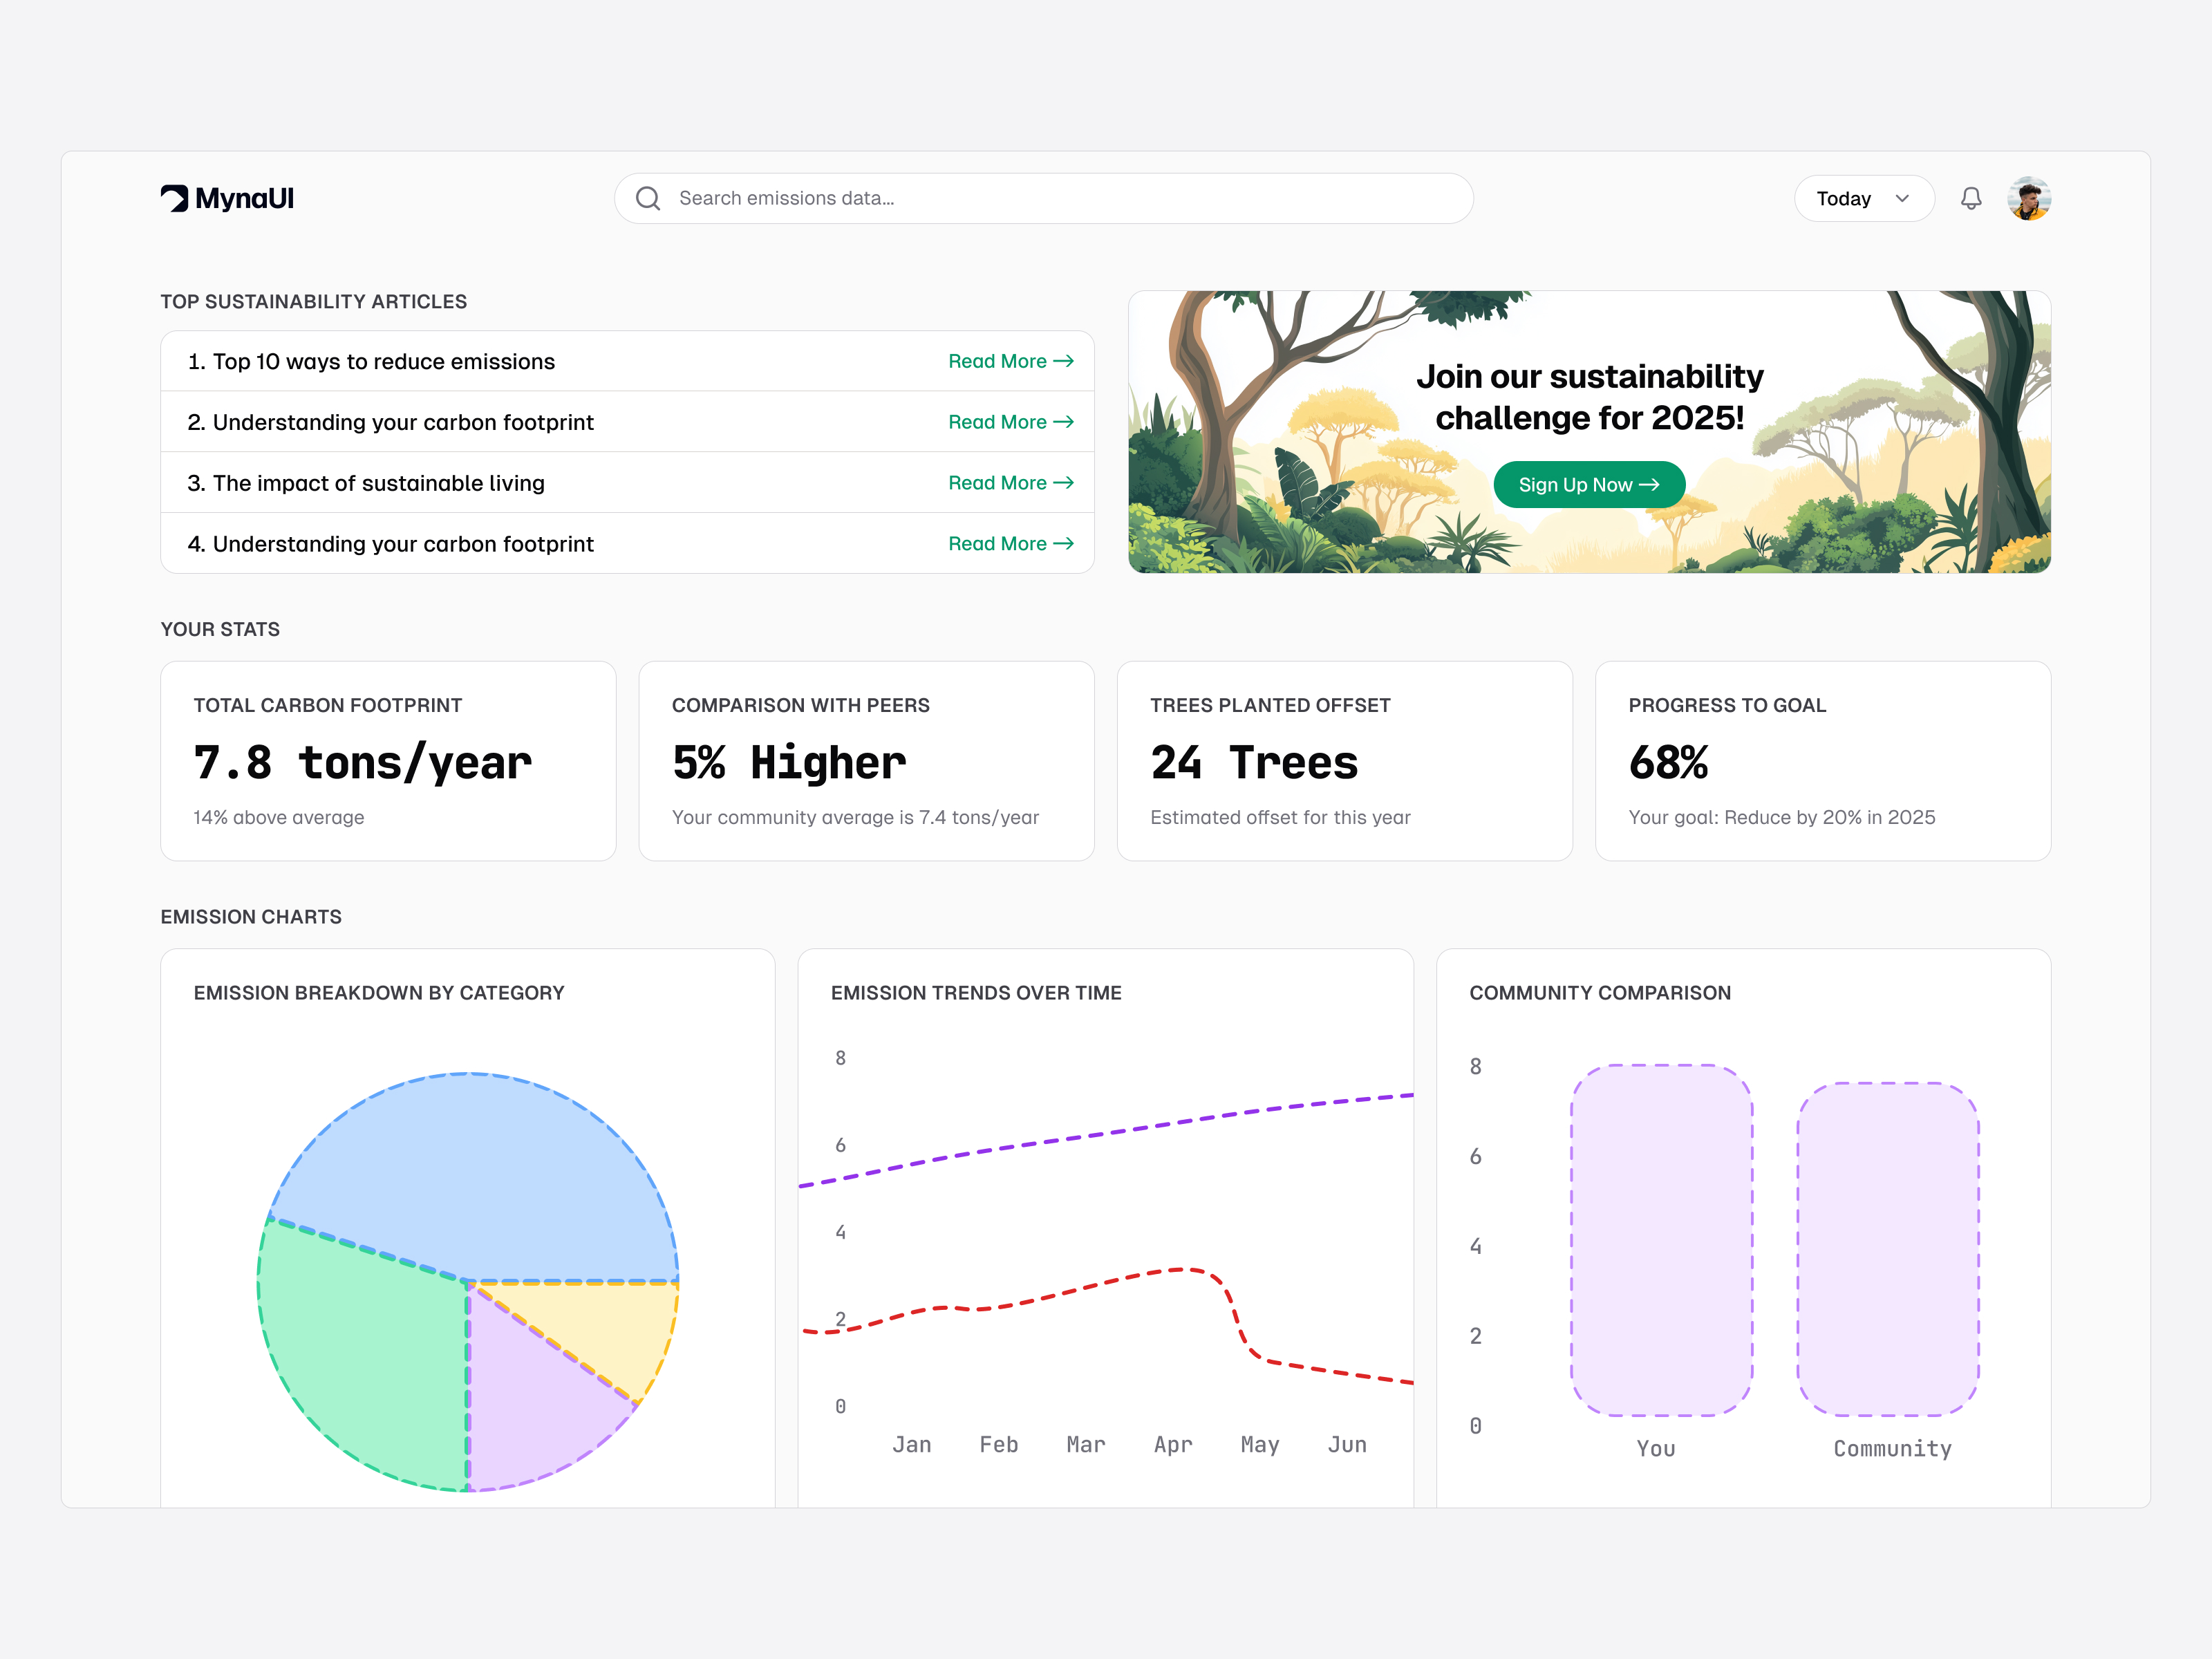 MynaUI
Search emissions data...
Today
TOP SUSTAINABILITY ARTICLES
1. Top 10 ways to reduce emissions
Read More →
2. Understanding your carbon footprint
Read More →
3. The impact of sustainable living
Read More →
4. Understanding your carbon footprint
Read More →
Join our sustainability
challenge for 2025!
Sign Up Now →
YOUR STATS
TOTAL CARBON FOOTPRINT
7.8 tons/year
14% above average
COMPARISON WITH PEERS
5% Higher
Your community average is 7.4 tons/year
TREES PLANTED OFFSET
24 Trees
Estimated offset for this year
PROGRESS TO GOAL
68%
Your goal: Reduce by 20% in 2025
EMISSION CHARTS
EMISSION BREAKDOWN BY CATEGORY
EMISSION TRENDS OVER TIME
8
6
4
2
0
Jan Feb Mar Apr May Jun
COMMUNITY COMPARISON
8
6
4
2
0
You Community